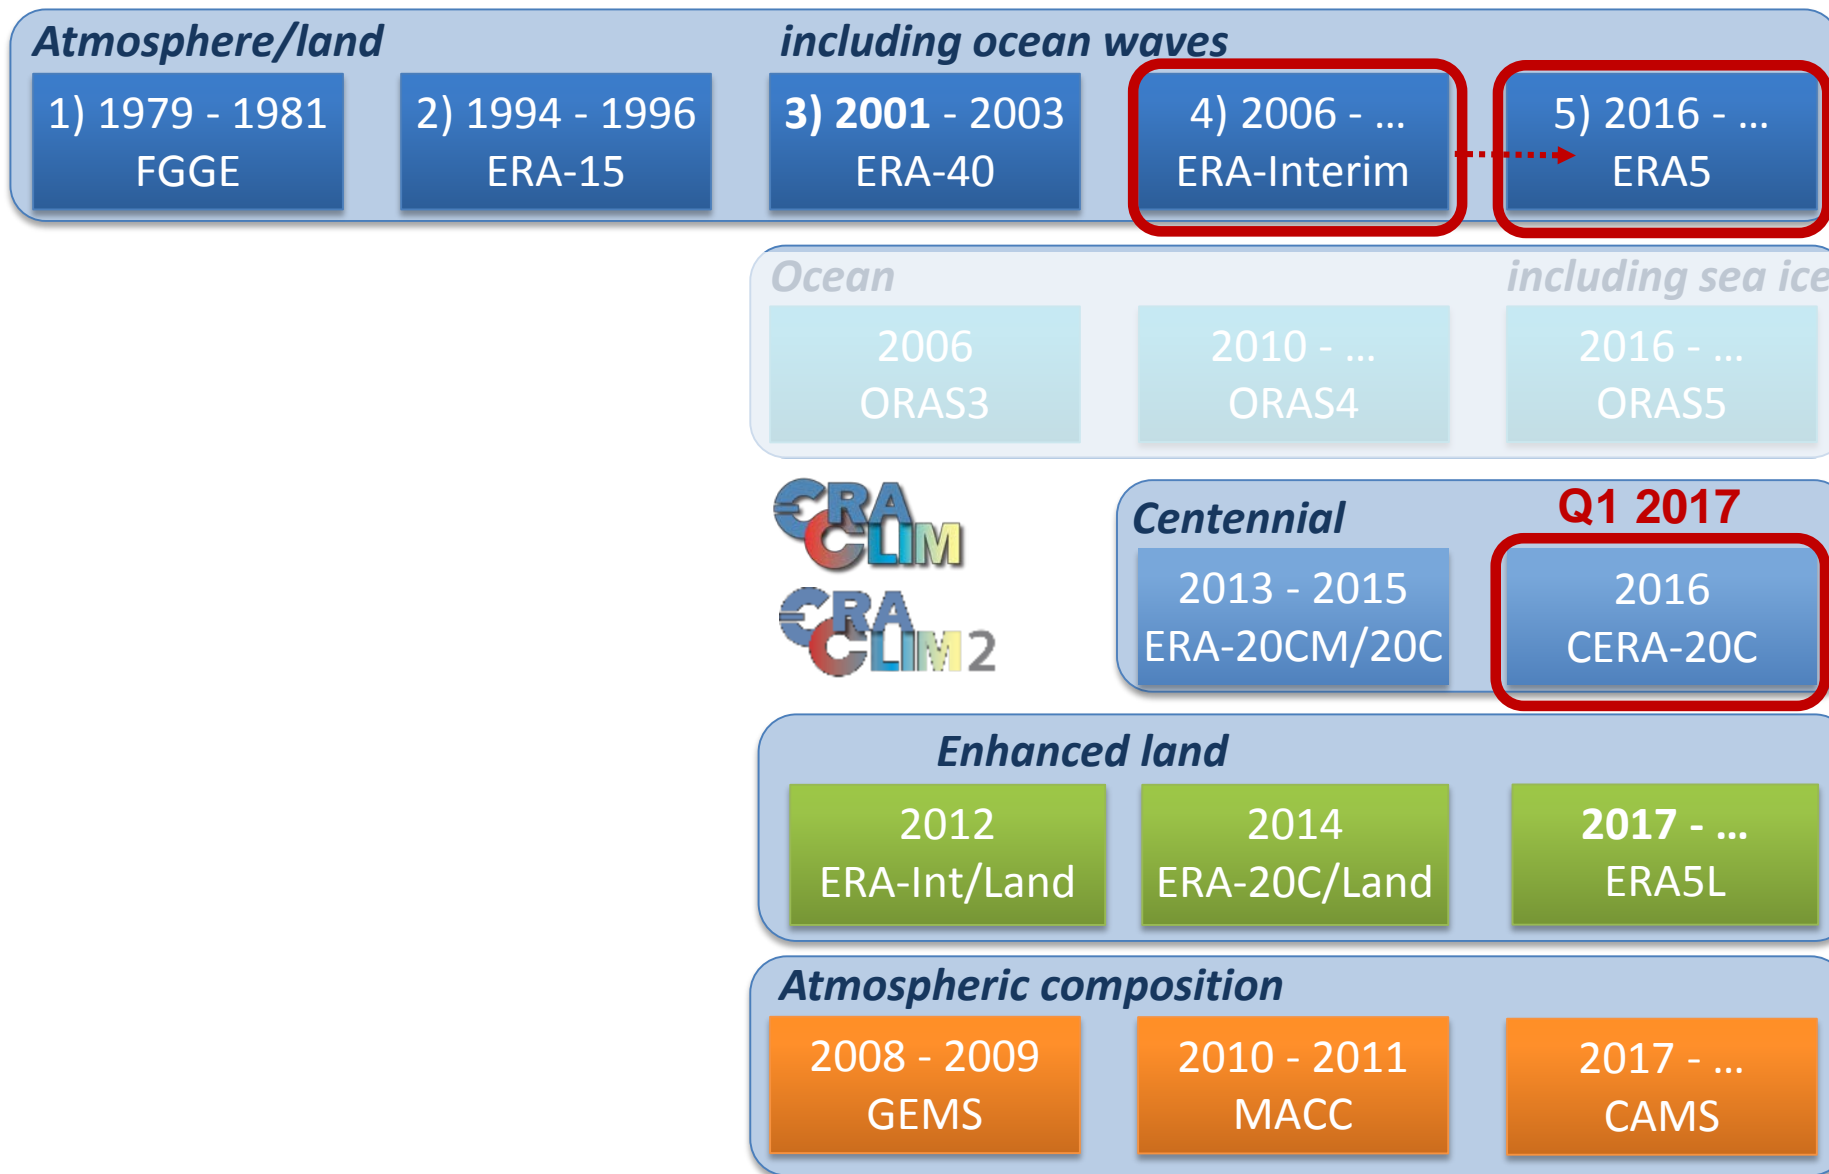 Atmosphere/land including ocean waves
1) 1979 - 1981 2) 1994 - 1996 3) 2001 - 2003 4) 2006 - ... 5) 2016 - ...
FGGE ERA-15 ERA-40 ERA-Interim ERA5
Ocean including sea ice
2006 2010 - ... 2016 - ...
ORAS3 ORAS4 ORAS5
ERA
CLIM
ERA
CLIM 2
Centennial Q1 2017
2013 - 2015 2016
ERA-20CM/20C CERA-20C
Enhanced land
2012 2014 2017 - ...
ERA-Int/Land ERA-20C/Land ERA5L
Atmospheric composition
2008 - 2009 2010 - 2011 2017 - ...
GEMS MACC CAMS